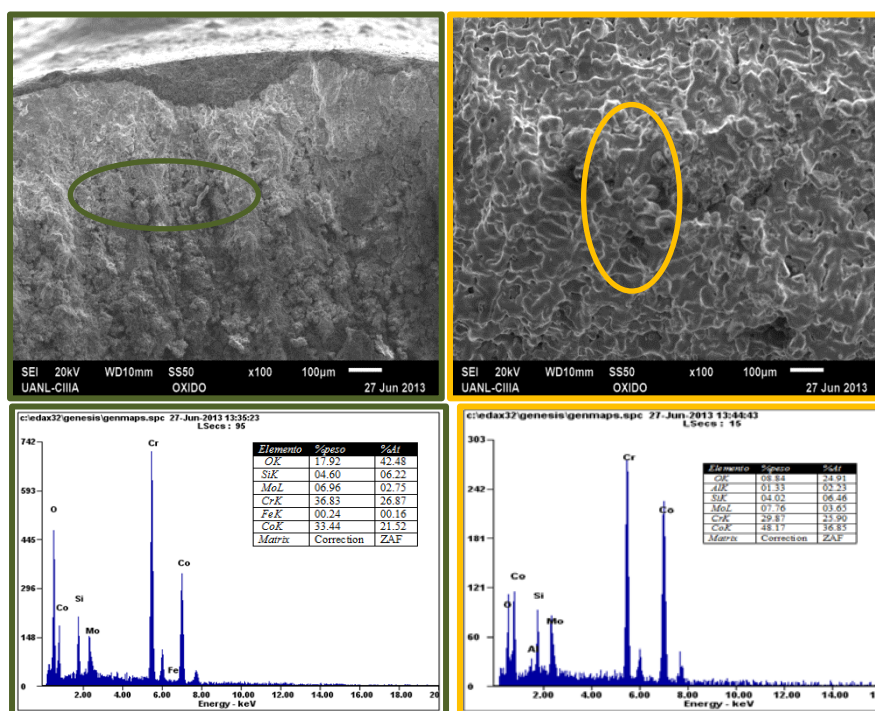 SEI 20kV WD10mm SS50 x100 100µm
UANL-CIIIA OXIDO 27 Jun 2013
SEI 20kV WD10mm SS50 x100 100µm
UANL-CIIIA OXIDO 27 Jun 2013
c:\edax32\genesis\genmaps.spc 27-Jun-2013 13:35:23
LSecs : 95
742
593
445
296
148
0
O
Co
Si
Mo
Cr
Fe
Co
Elemento %peso %At
OK 17.92 42.48
SiK 04.60 06.22
MoL 06.96 02.75
CrK 36.83 26.87
FeK 00.24 00.16
CoK 33.44 21.52
Matrix Correction ZAF
2.00 4.00 6.00 8.00 10.00 12.00 14.00 16.00 18.00 20
Energy - keV
c:\edax32\genesis\genmaps.spc 27-Jun-2013 13:44:43
LSecs : 15
303
242
181
121
60
0
O
Co
Al
Si
Mo
Cr
Co
Elemento %peso %At
OK 08.84 24.91
AlK 01.33 02.23
SiK 04.02 06.46
MoL 07.76 03.65
CrK 29.87 25.90
CoK 48.17 36.85
Matrix Correction ZAF
2.00 4.00 6.00 8.00 10.00 12.00 14.00
Energy - keV